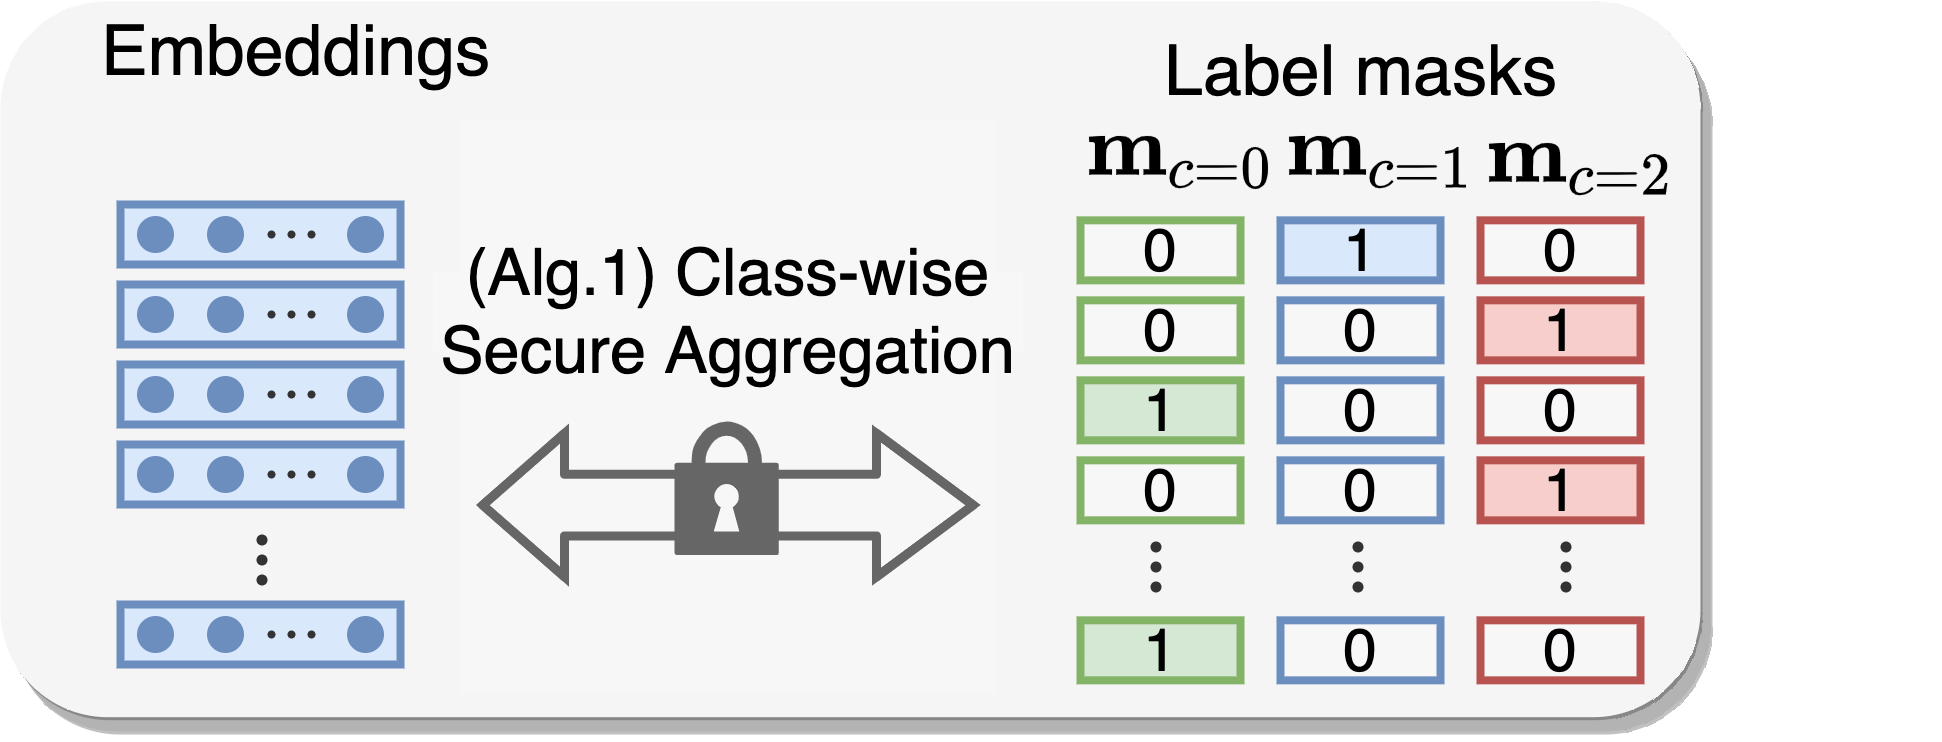 Embeddings
Label masks
m_{c=0} m_{c=1} m_{c=2}
(Alg.1) Class-wise
Secure Aggregation
0 1 0
0 0 1
1 0 0
0 0 1
1 0 0